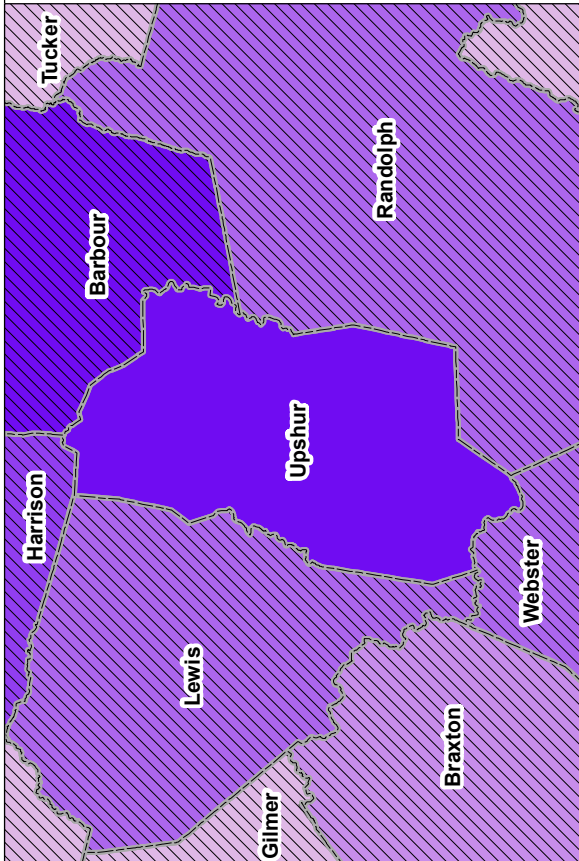 Tucker
Barbour
Randolph
Harrison
Upshur
Lewis
Webster
Braxton
Gilmer